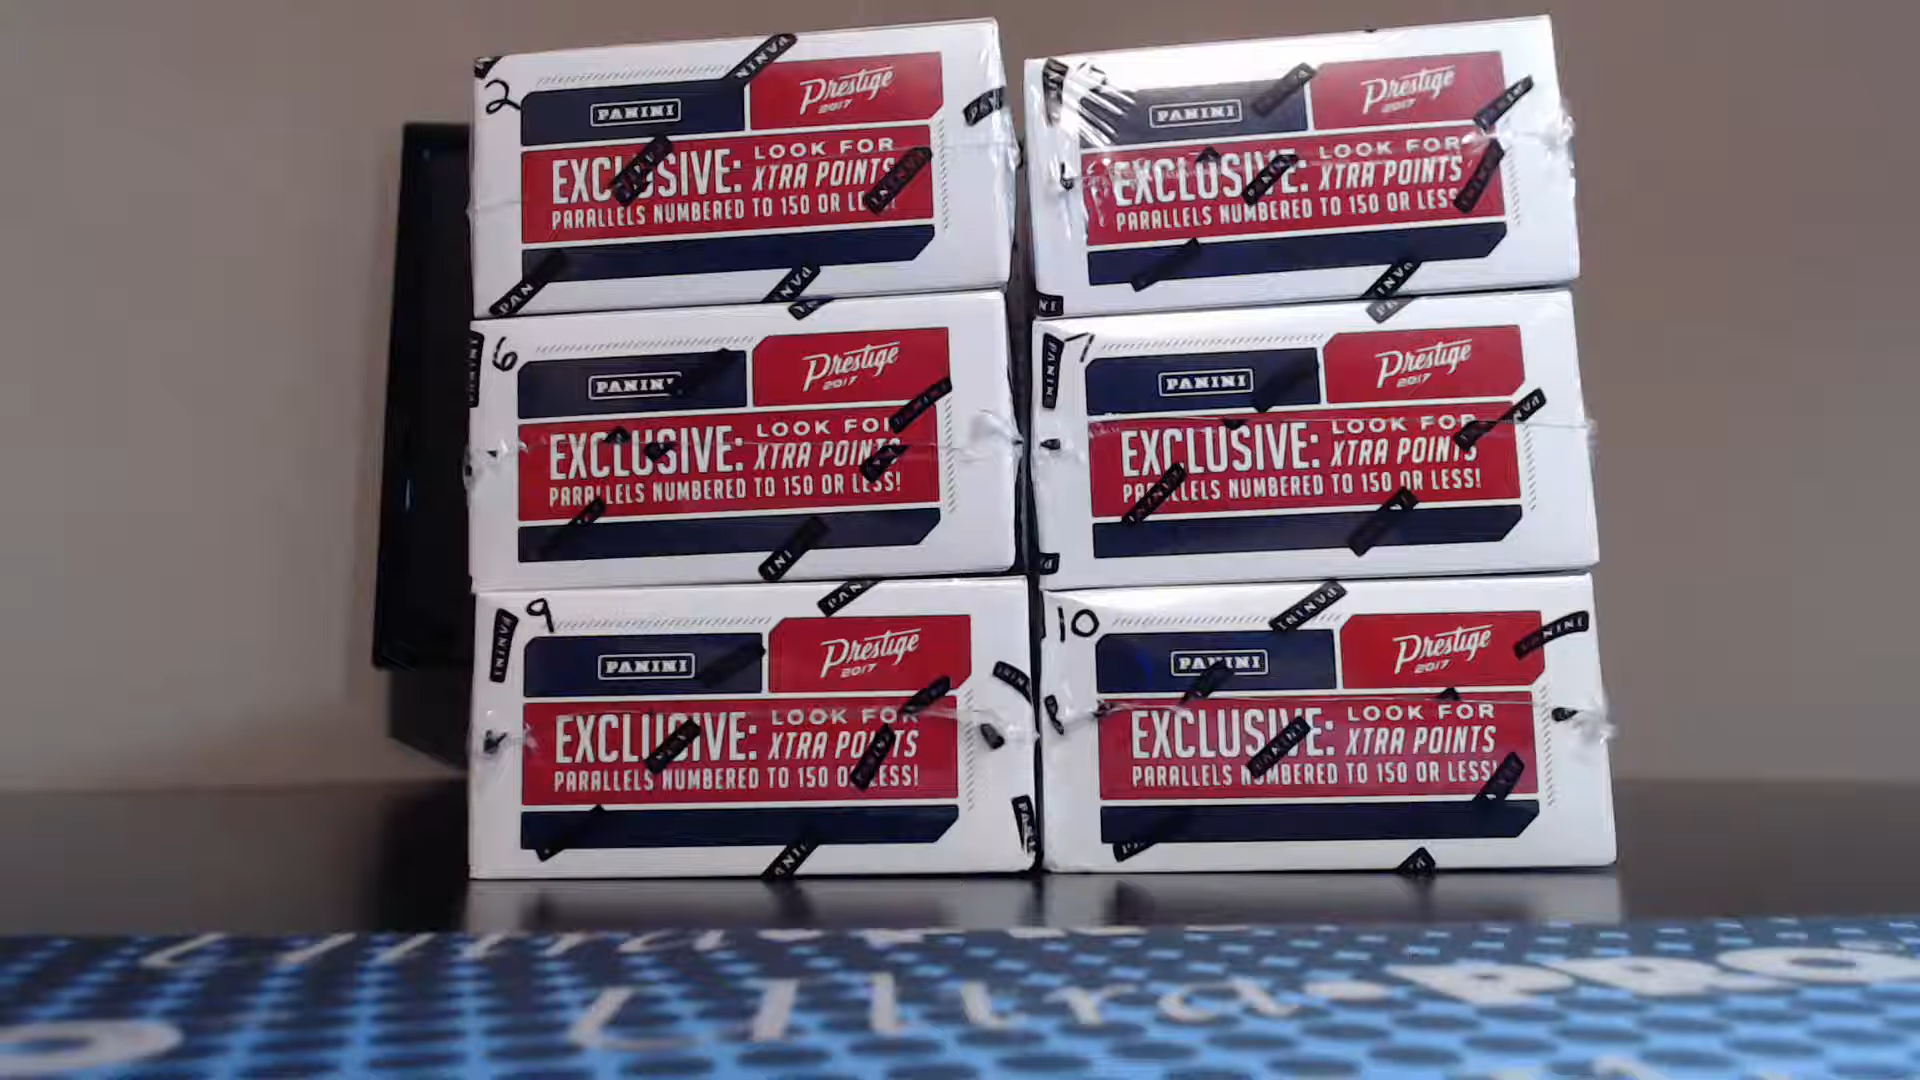 2
PANINI
Prestige
2017
EXCLUSIVE: LOOK FOR
XTRA POINTS
PARALLELS NUMBERED TO 150 OR LESS!
PANINI
Prestige
2017
EXCLUSIVE: LOOK FOR
XTRA POINTS
PARALLELS NUMBERED TO 150 OR LESS!
6
PANINI
Prestige
2017
EXCLUSIVE: LOOK FOR
XTRA POINTS
PARALLELS NUMBERED TO 150 OR LESS!
7
PANINI
Prestige
2017
EXCLUSIVE: LOOK FOR
XTRA POINTS
PARALLELS NUMBERED TO 150 OR LESS!
9
PANINI
Prestige
2017
EXCLUSIVE: LOOK FOR
XTRA POINTS
PARALLELS NUMBERED TO 150 OR LESS!
10
PANINI
Prestige
2017
EXCLUSIVE: LOOK FOR
XTRA POINTS
PARALLELS NUMBERED TO 150 OR LESS!
Ultra•PRO